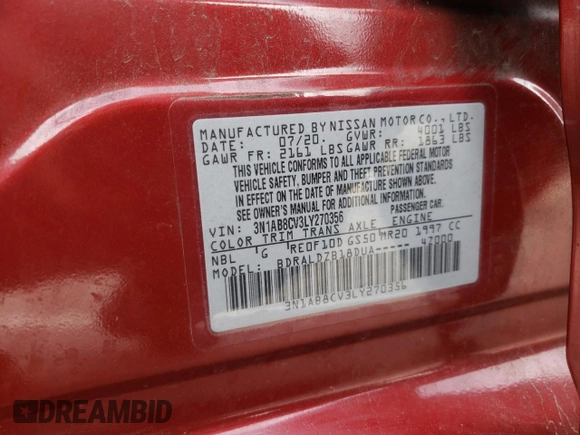 MANUFACTURED BY NISSAN MOTOR CO., LTD.
DATE: 07/20. GVWR: 4001 LBS
GAWR FR: 2161 LBS GAWR RR: 1863 LBS
THIS VEHICLE CONFORMS TO ALL APPLICABLE FEDERAL MOTOR
VEHICLE SAFETY, BUMPER AND THEFT PREVENTION STANDARDS
IN EFFECT ON THE DATE OF MANUFACTURE SHOWN ABOVE.
SEE OWNER'S MANUAL FOR ADDITIONAL INFORMATION
VIN: 3N1AB8CV3LY270356 PASSENGER CAR
COLOR TRIM TRANS AXLE ENGINE
NBL 'G RE0F10D GS50 MR20 1997 CC
MODEL: BDRALDZB18DUA----- 4Z000
3N1AB8CV3LY270356
DREAMBID